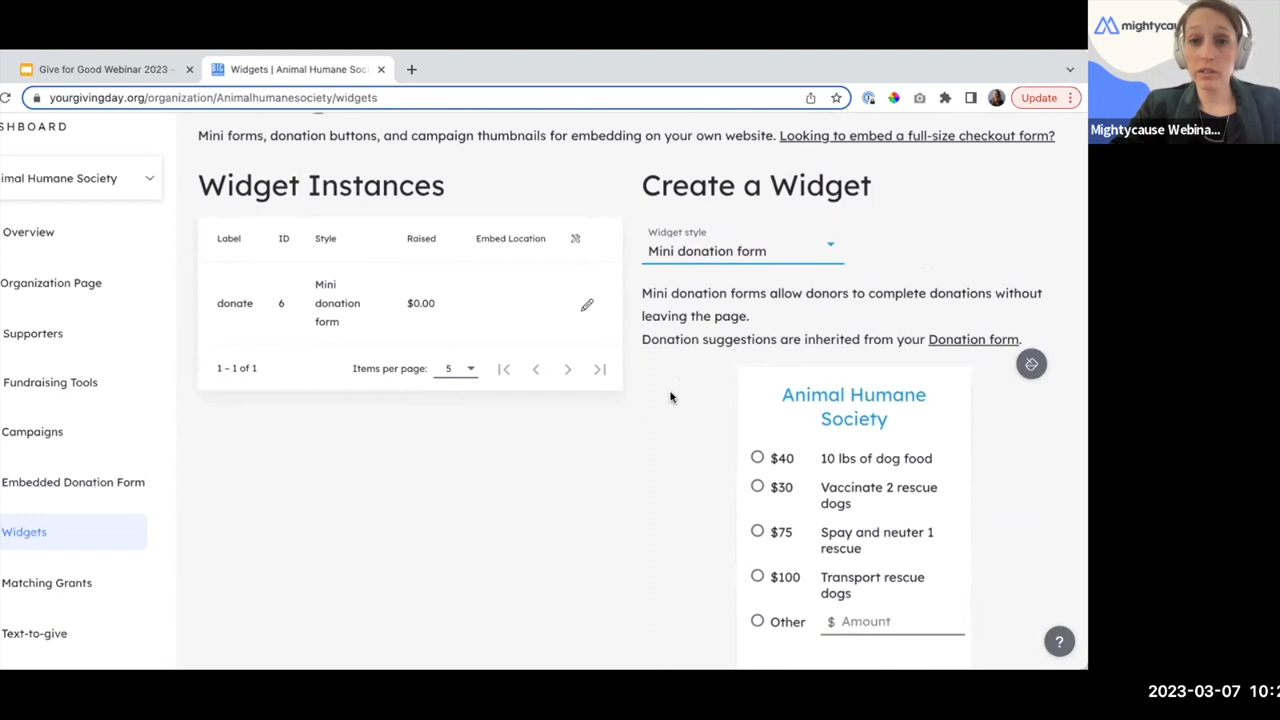 mightycau
Mightycause Webina...
Give for Good Webinar 2023 -
Widgets | Animal Humane Soci
yourgivingday.org/organization/Animalhumanesociety/widgets
Update
SHBOARD
imal Humane Society
Overview
Organization Page
Supporters
Fundraising Tools
Campaigns
Embedded Donation Form
Widgets
Matching Grants
Text-to-give
Mini forms, donation buttons, and campaign thumbnails for embedding on your own website. Looking to embed a full-size checkout form?
Widget Instances
Label ID Style Raised Embed Location
donate 6 Mini donation form $0.00
1 – 1 of 1 Items per page: 5
Create a Widget
Widget style
Mini donation form
Mini donation forms allow donors to complete donations without
leaving the page.
Donation suggestions are inherited from your Donation form.
Animal Humane
Society
$40 10 lbs of dog food
$30 Vaccinate 2 rescue
dogs
$75 Spay and neuter 1
rescue
$100 Transport rescue
dogs
Other $ Amount
?
2023-03-07 10:2